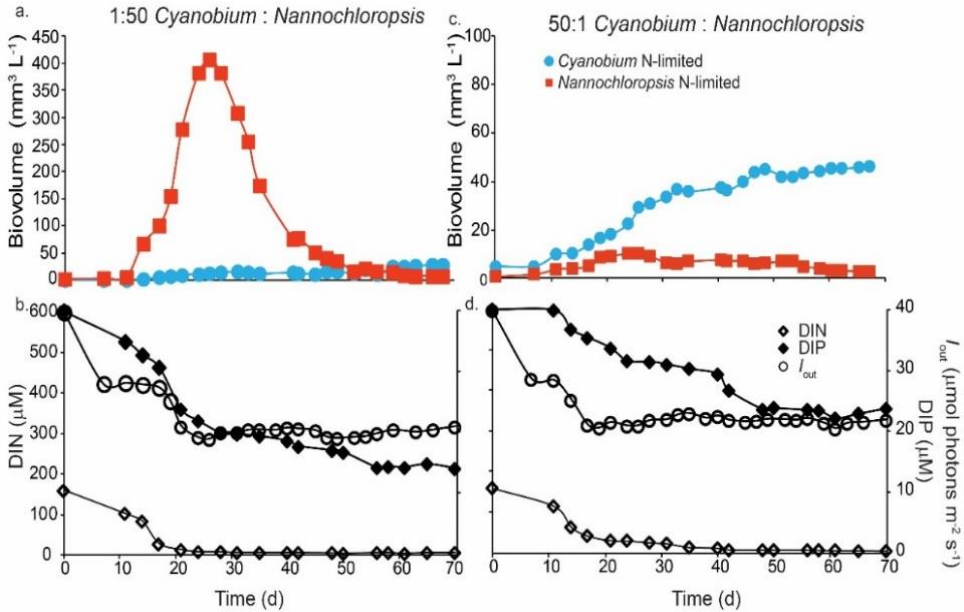 a.
1:50 Cyanobium : Nannochloropsis
Biovolume (mm³ L⁻¹)
450
400
350
300
250
200
150
100
50
0
c.
50:1 Cyanobium : Nannochloropsis
Biovolume (mm³ L⁻¹)
100
80
60
40
20
0
Cyanobium N-limited
Nannochloropsis N-limited
b.
DIN (µM)
600
500
400
300
200
100
0
0 10 20 30 40 50 60 70
Time (d)
d.
DIN
DIP
Iout
40
30
20
10
0
DIP (µM)
Iout (µmol photons m⁻² s⁻¹)
0 10 20 30 40 50 60 70
Time (d)